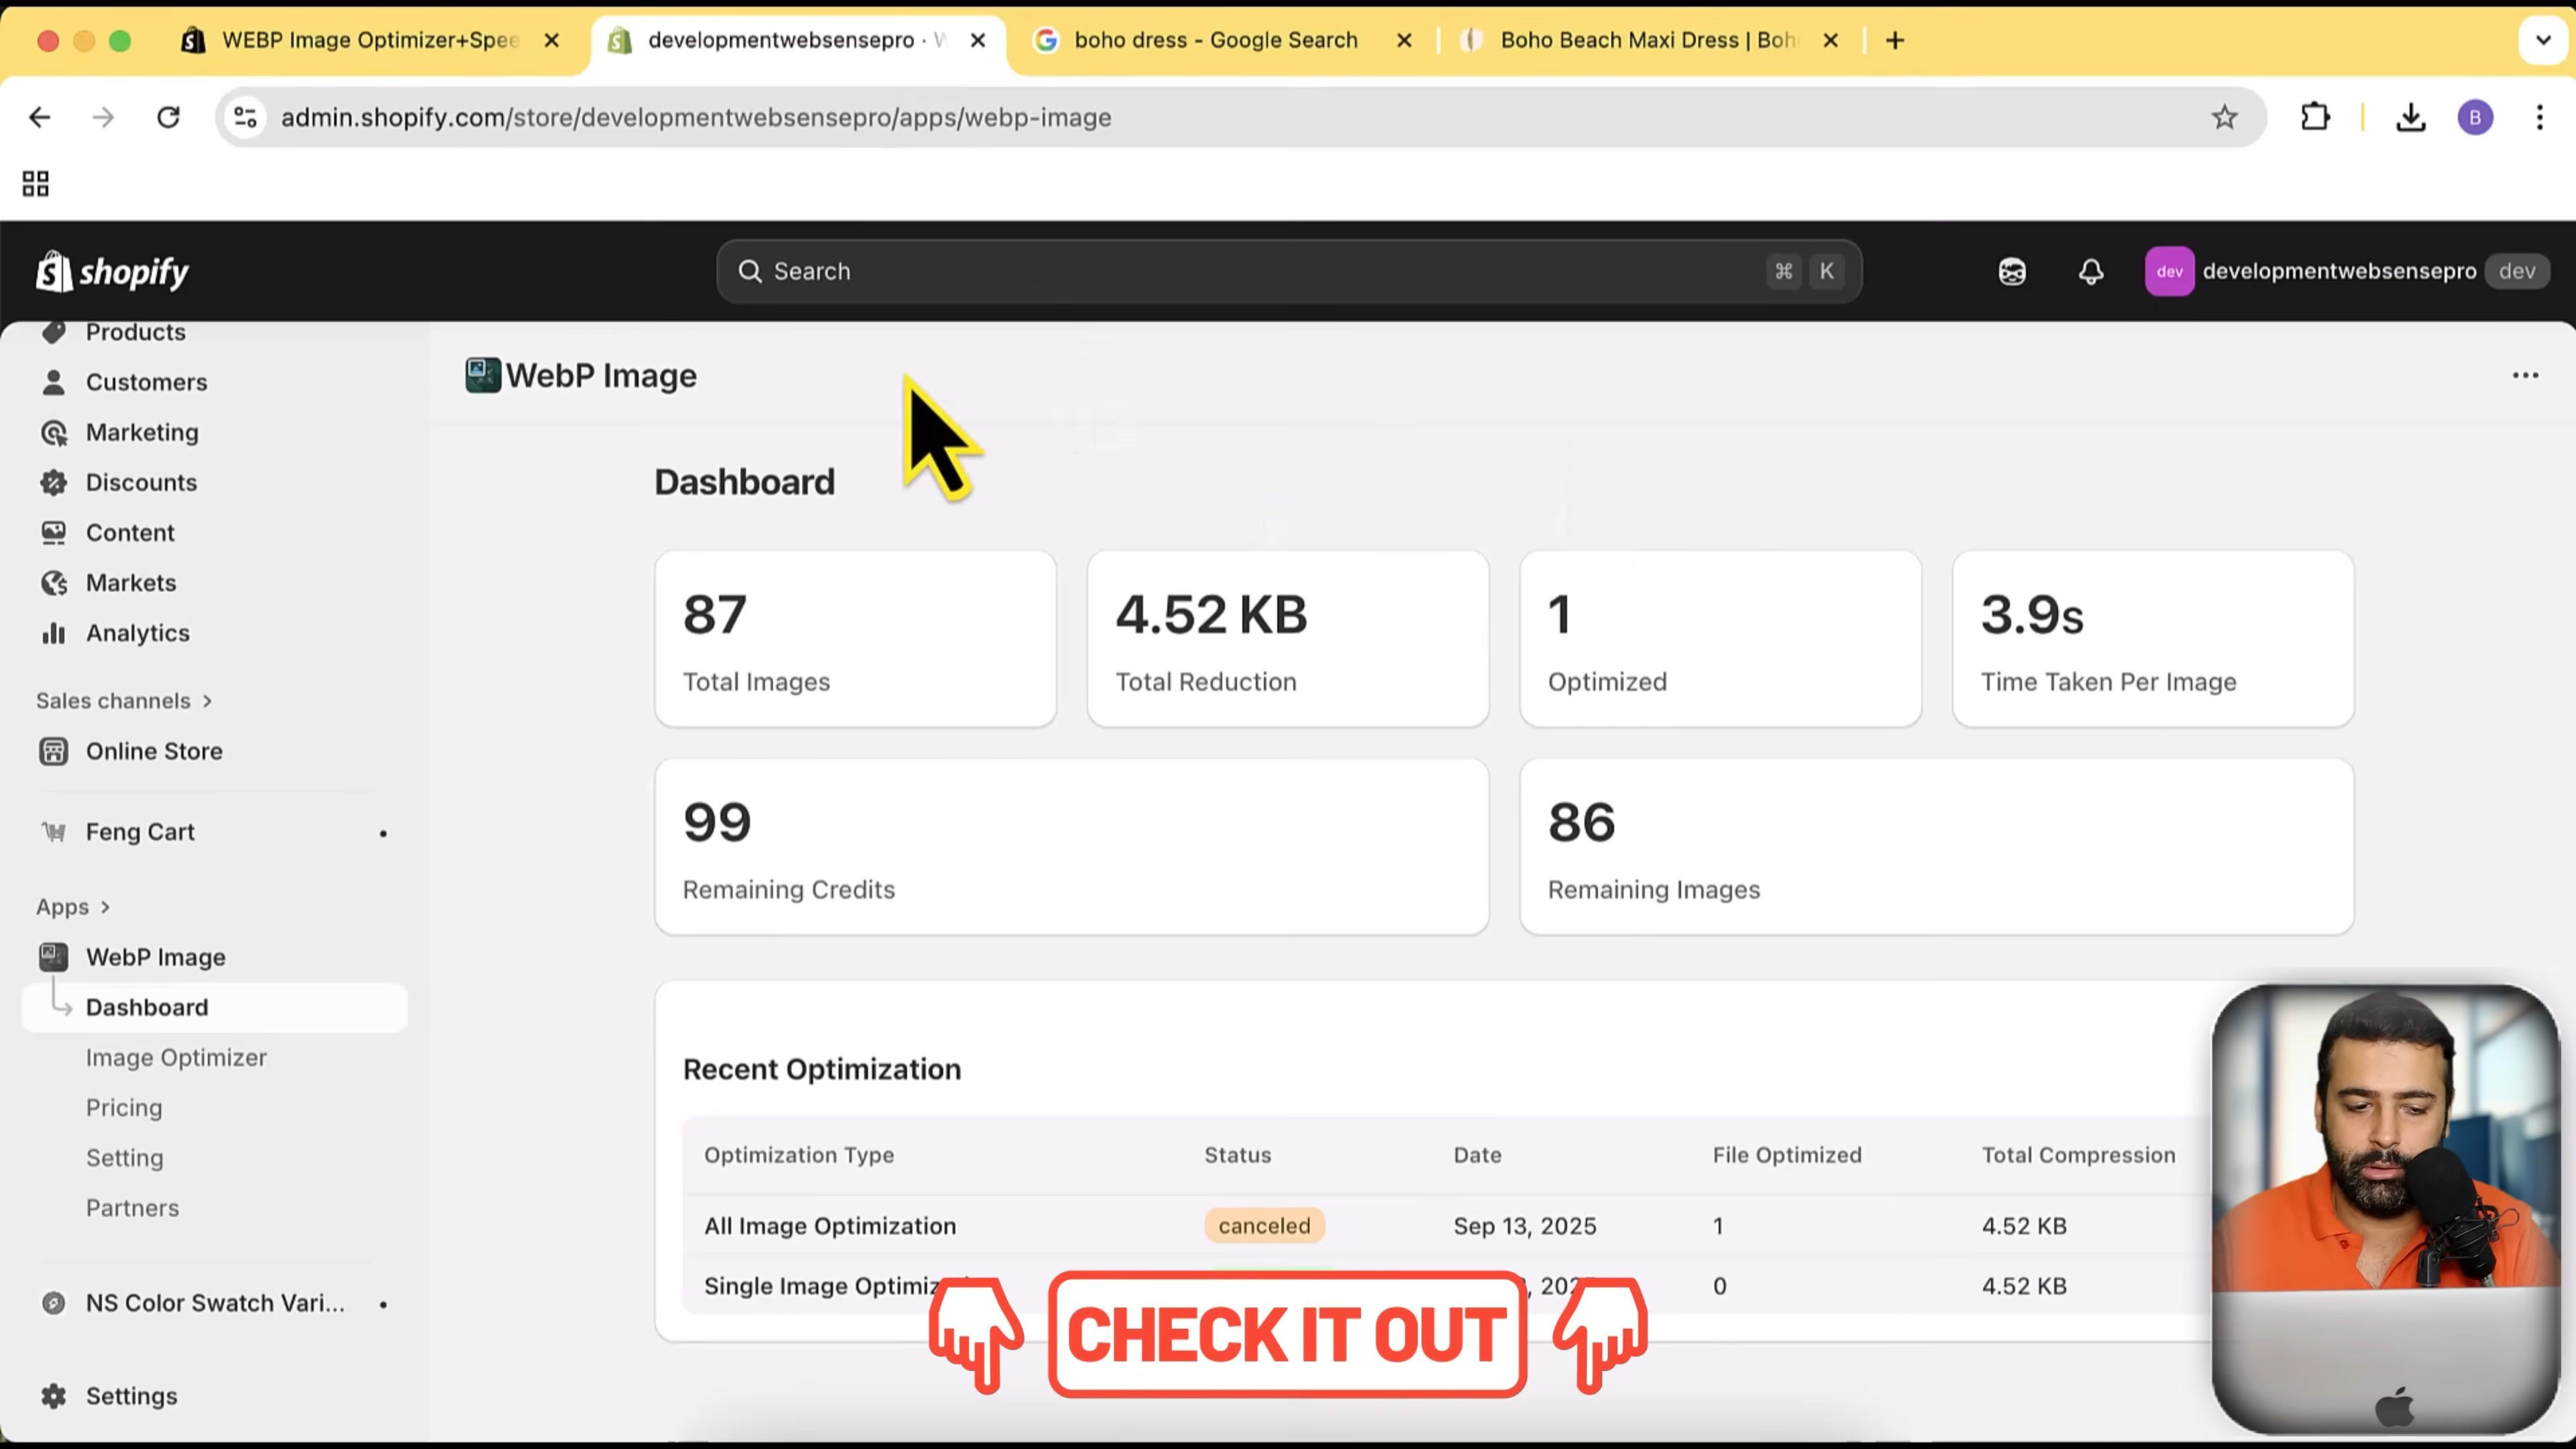 WEBP Image Optimizer+Spee
developmentwebsensepro · W
boho dress - Google Search
Boho Beach Maxi Dress | Boh
admin.shopify.com/store/developmentwebsensepro/apps/webp-image
B
shopify
Search
⌘ K
dev
developmentwebsensepro
dev
Products
Customers
Marketing
Discounts
Content
Markets
Analytics
Sales channels
Online Store
Feng Cart
Apps
WebP Image
Dashboard
Image Optimizer
Pricing
Setting
Partners
NS Color Swatch Vari...
Settings
WebP Image
Dashboard
87
Total Images
4.52 KB
Total Reduction
1
Optimized
3.9s
Time Taken Per Image
99
Remaining Credits
86
Remaining Images
Recent Optimization
Optimization Type Status Date File Optimized Total Compression
All Image Optimization canceled Sep 13, 2025 1 4.52 KB
Single Image 0 4.52 KB
CHECK IT OUT